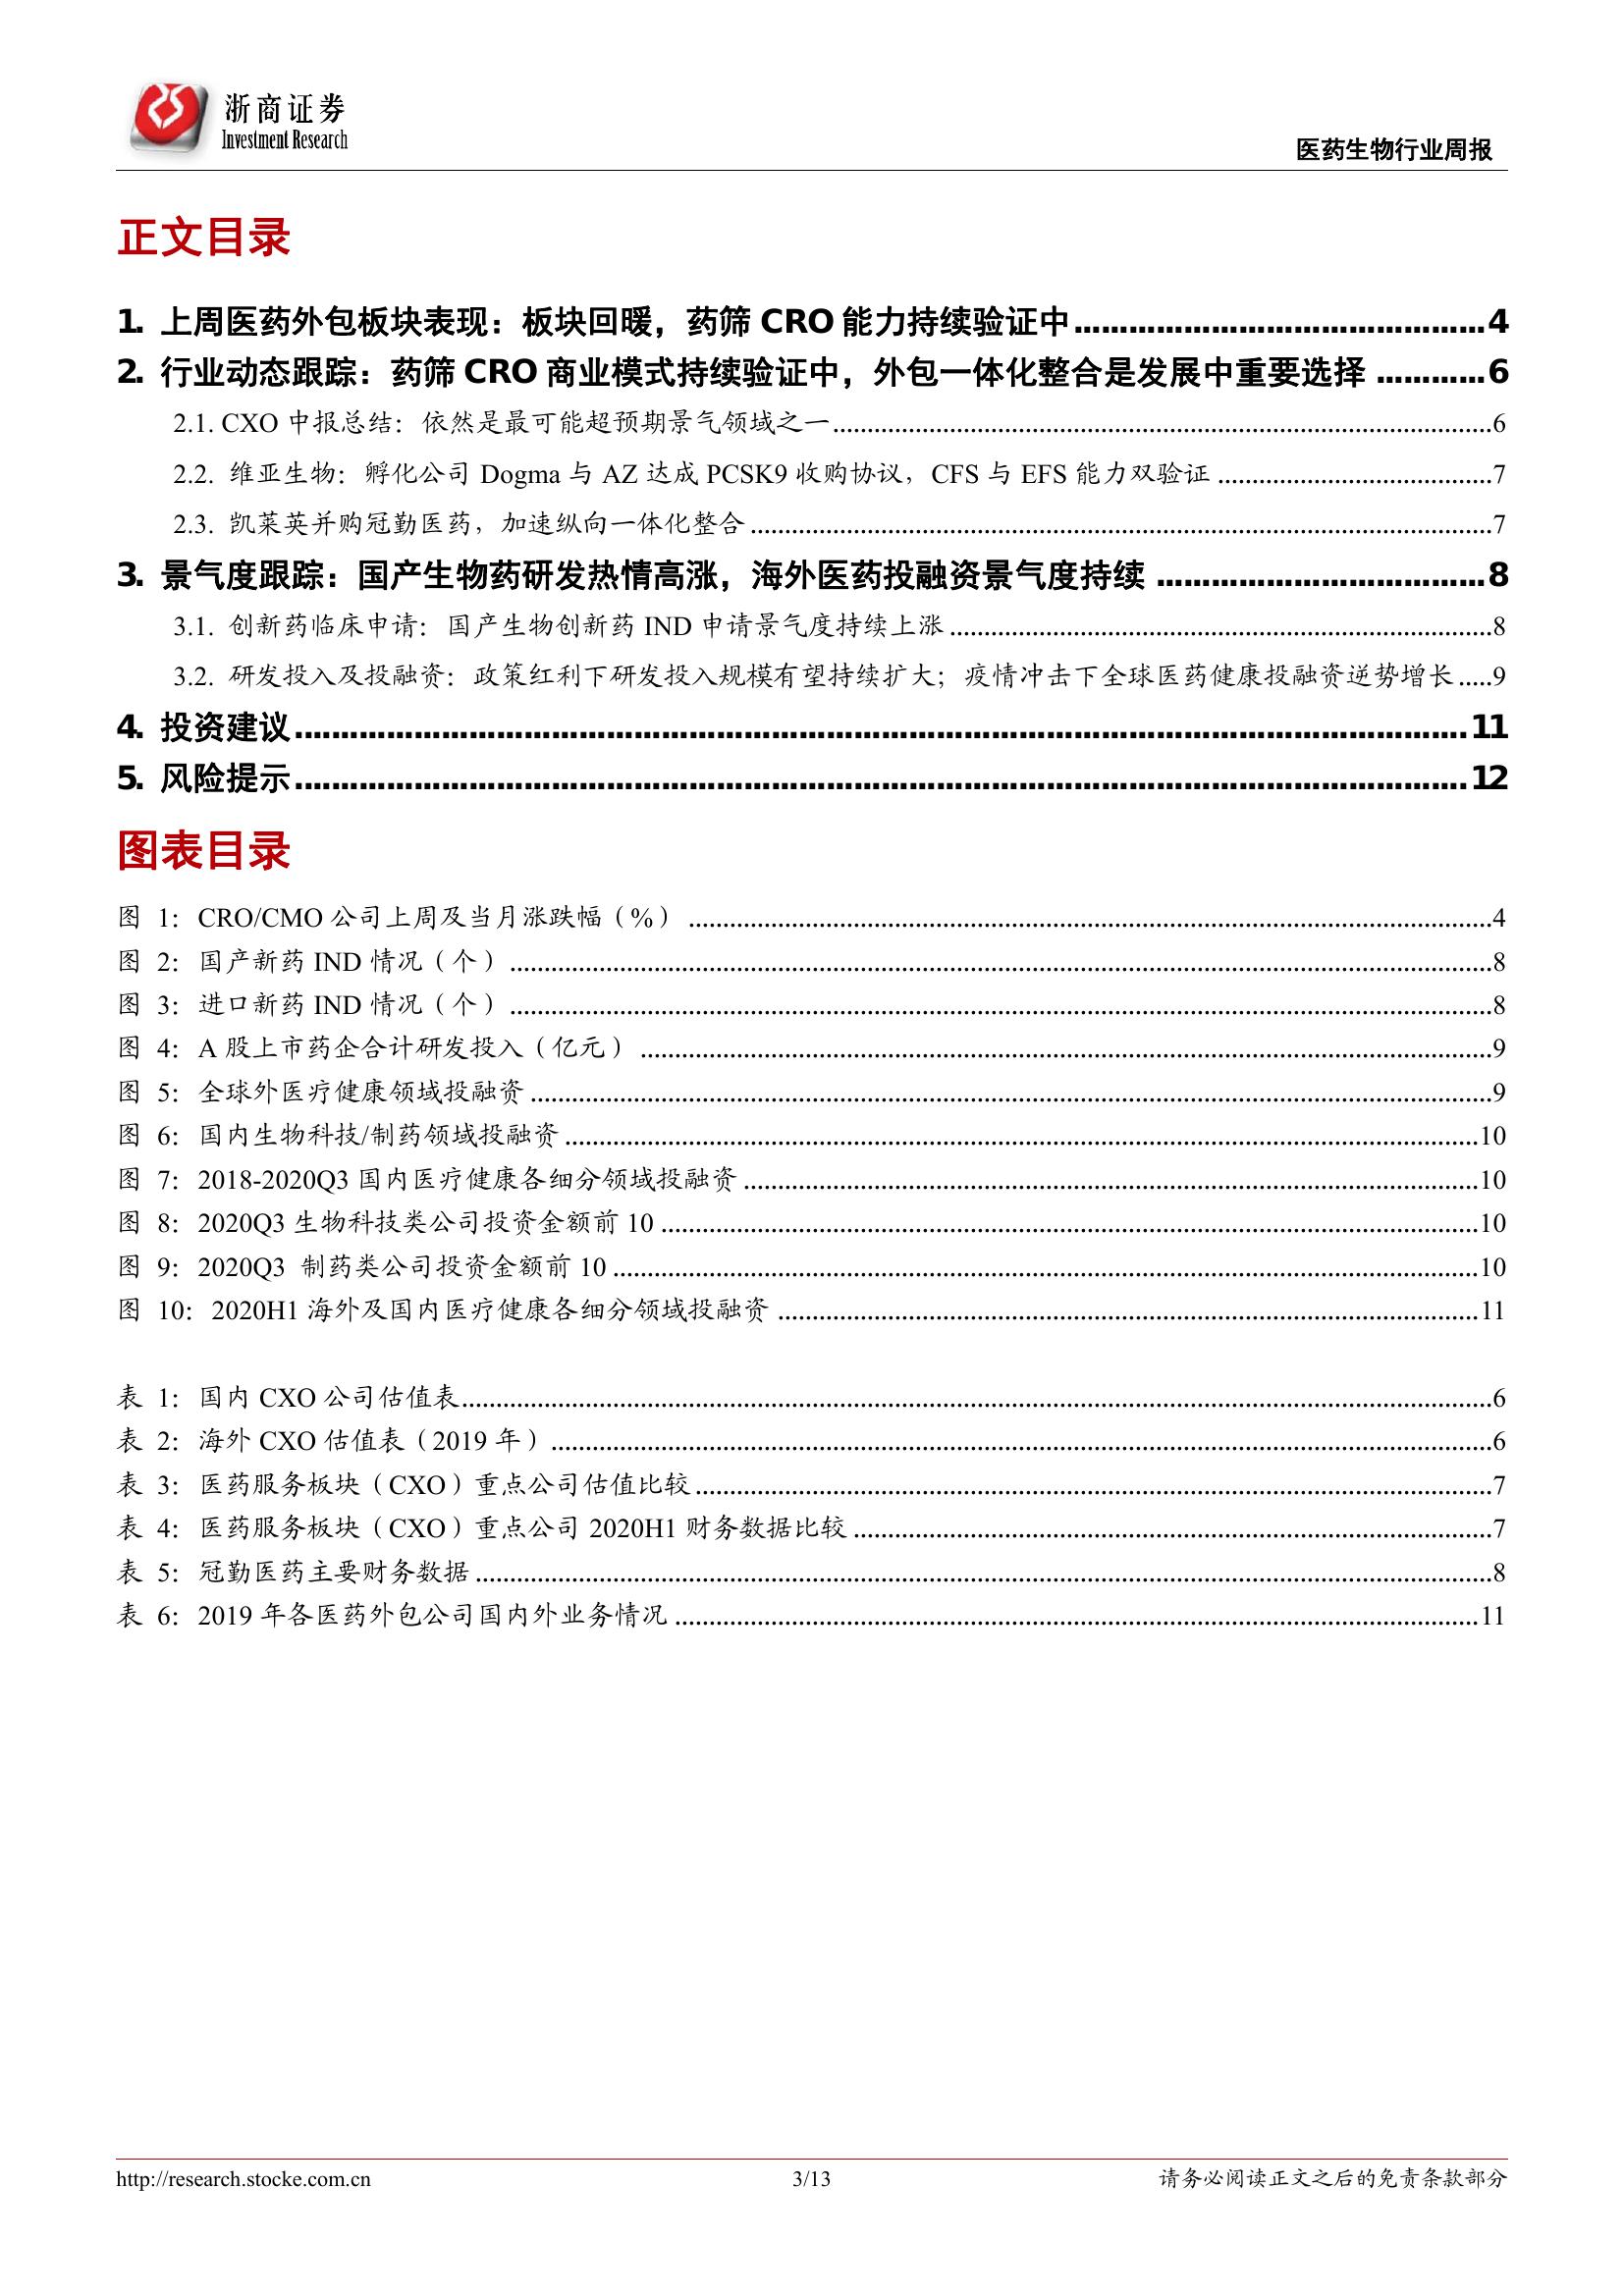 浙商证券
Investment Research
医药生物行业周报
正文目录
1. 上周医药外包板块表现：板块回暖，药筛 CRO 能力持续验证中 4
2. 行业动态跟踪：药筛 CRO 商业模式持续验证中，外包一体化整合是发展中重要选择 6
2.1. CXO 中报总结：依然是最可能超预期景气领域之一 6
2.2. 维亚生物：孵化公司 Dogma 与 AZ 达成 PCSK9 收购协议，CFS 与 EFS 能力双验证 7
2.3. 凯莱英并购冠勤医药，加速纵向一体化整合 7
3. 景气度跟踪：国产生物药研发热情高涨，海外医药投融资景气度持续 8
3.1. 创新药临床申请：国产生物创新药 IND 申请景气度持续上涨 8
3.2. 研发投入及投融资：政策红利下研发投入规模有望持续扩大；疫情冲击下全球医药健康投融资逆势增长 9
4. 投资建议 11
5. 风险提示 12
图表目录
图 1：CRO/CMO 公司上周及当月涨跌幅（%） 4
图 2：国产新药 IND 情况（个） 8
图 3：进口新药 IND 情况（个） 8
图 4：A 股上市药企合计研发投入（亿元） 9
图 5：全球外医疗健康领域投融资 9
图 6：国内生物科技/制药领域投融资 10
图 7：2018-2020Q3 国内医疗健康各细分领域投融资 10
图 8：2020Q3 生物科技类公司投资金额前 10 10
图 9：2020Q3 制药类公司投资金额前 10 10
图 10：2020H1 海外及国内医疗健康各细分领域投融资 11
表 1：国内 CXO 公司估值表 6
表 2：海外 CXO 估值表（2019 年） 6
表 3：医药服务板块（CXO）重点公司估值比较 7
表 4：医药服务板块（CXO）重点公司 2020H1 财务数据比较 7
表 5：冠勤医药主要财务数据 8
表 6：2019 年各医药外包公司国内外业务情况 11
http://research.stocke.com.cn
3/13
请务必阅读正文之后的免责条款部分